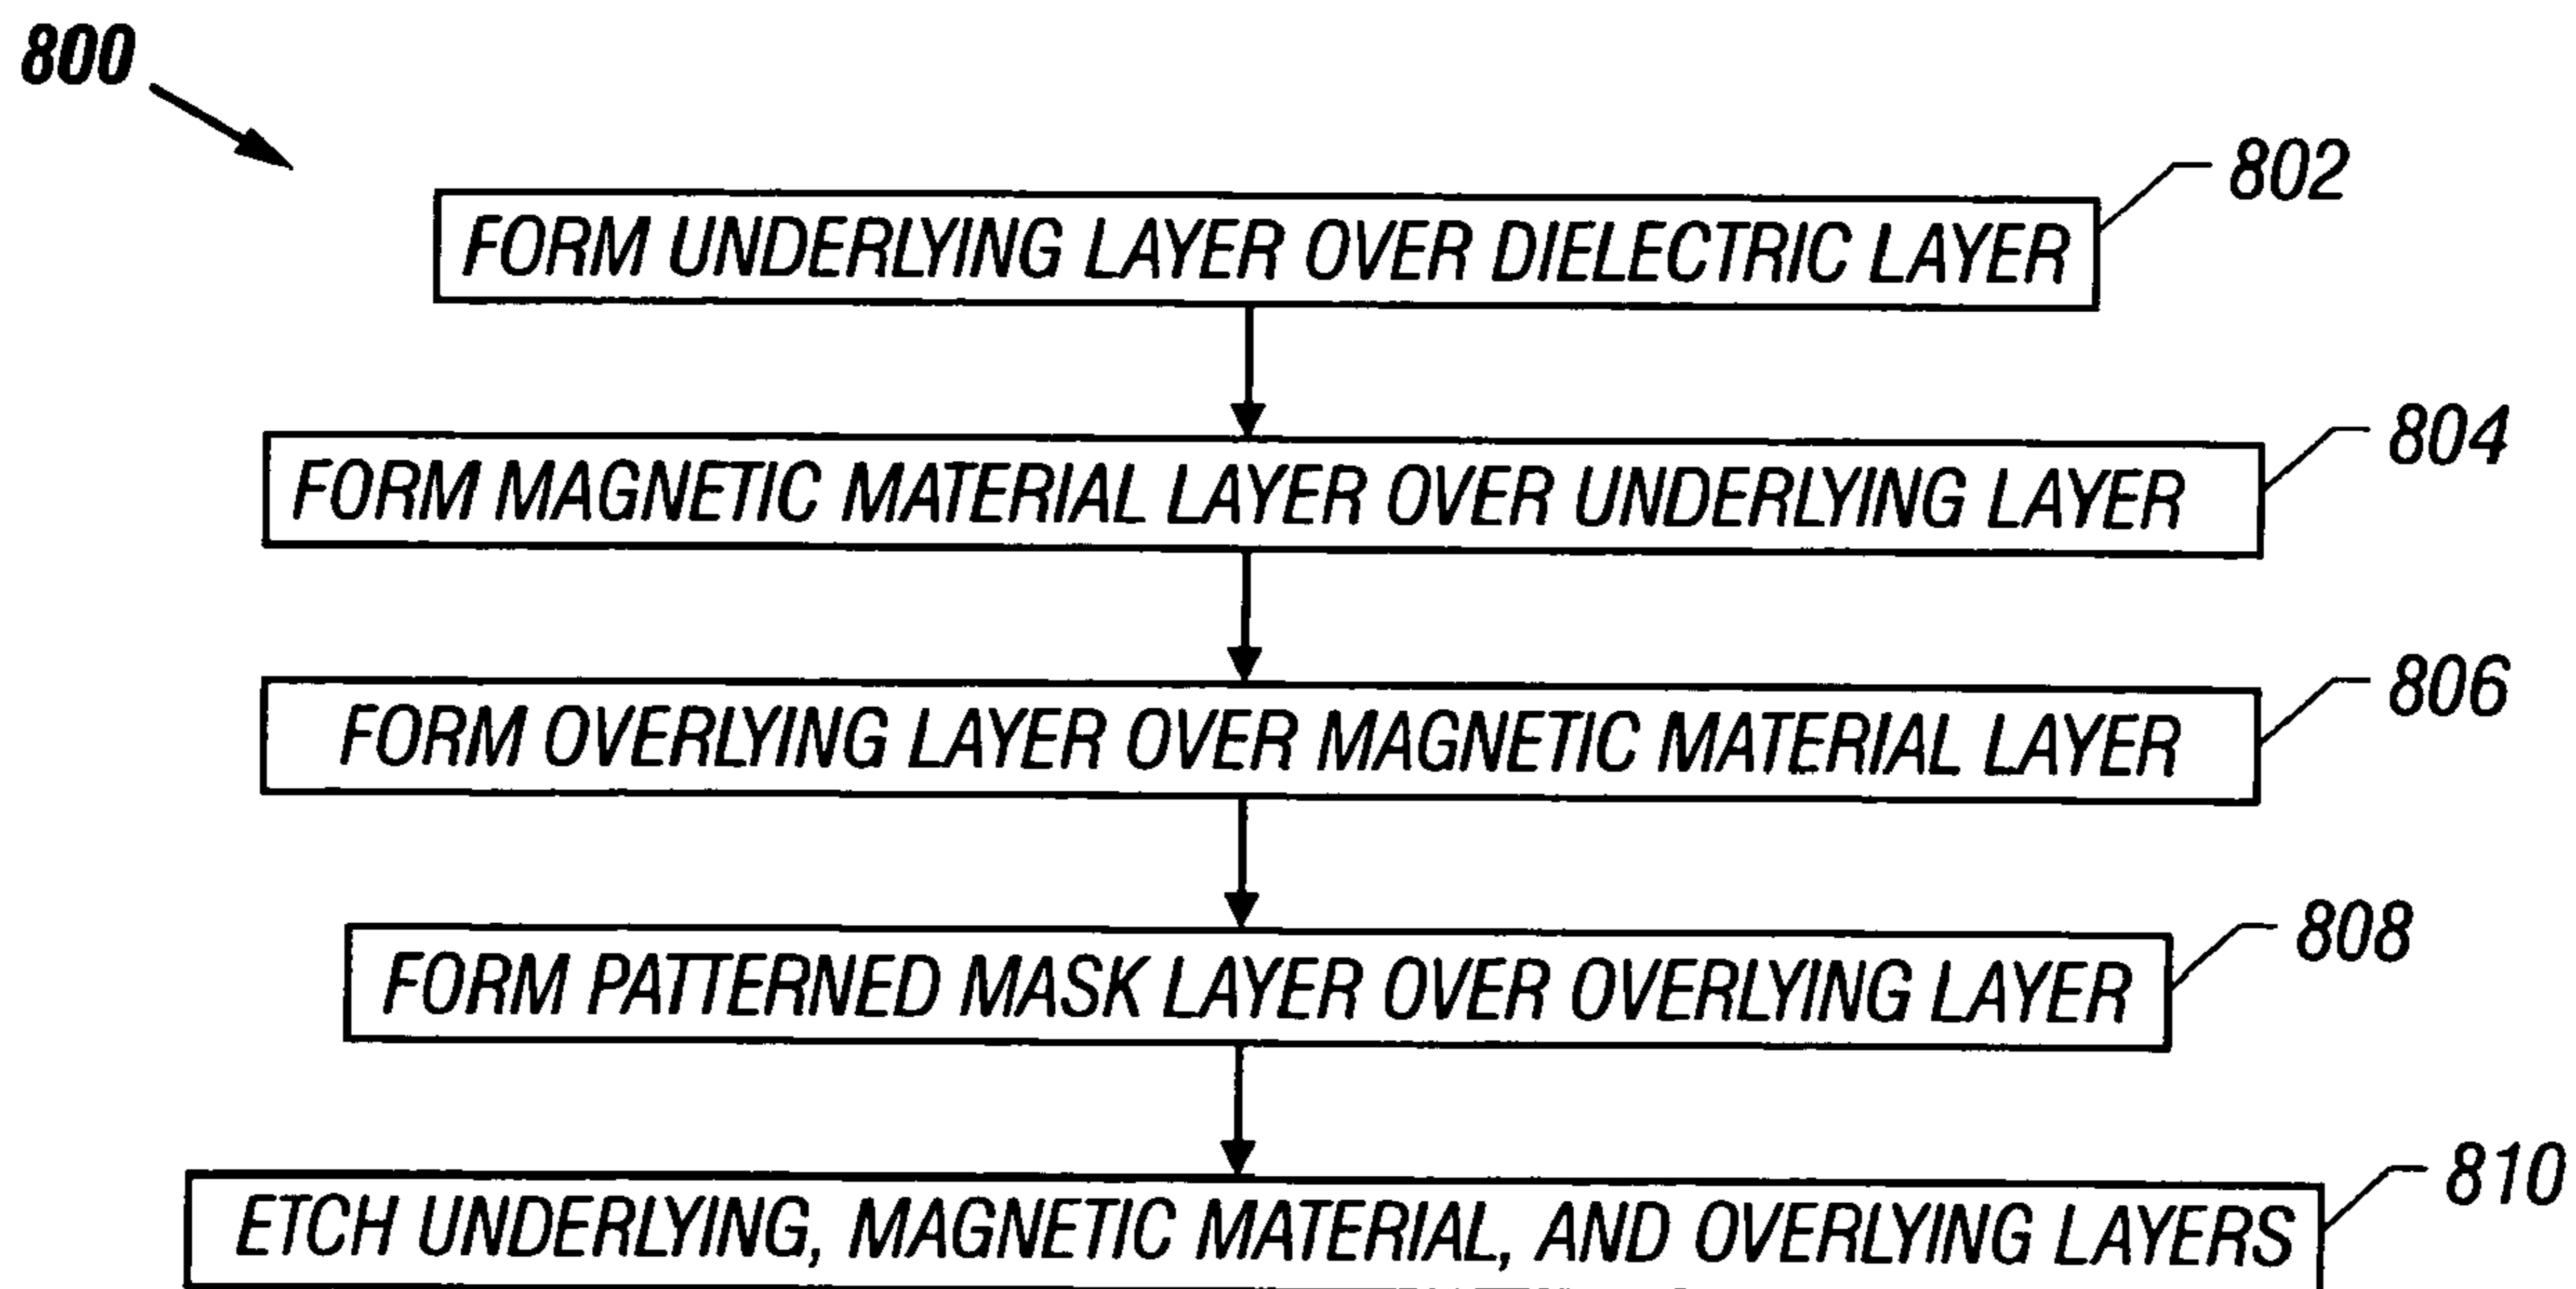 800
802
FORM UNDERLYING LAYER OVER DIELECTRIC LAYER
804
FORM MAGNETIC MATERIAL LAYER OVER UNDERLYING LAYER
806
FORM OVERLYING LAYER OVER MAGNETIC MATERIAL LAYER
808
FORM PATTERNED MASK LAYER OVER OVERLYING LAYER
810
ETCH UNDERLYING, MAGNETIC MATERIAL, AND OVERLYING LAYERS